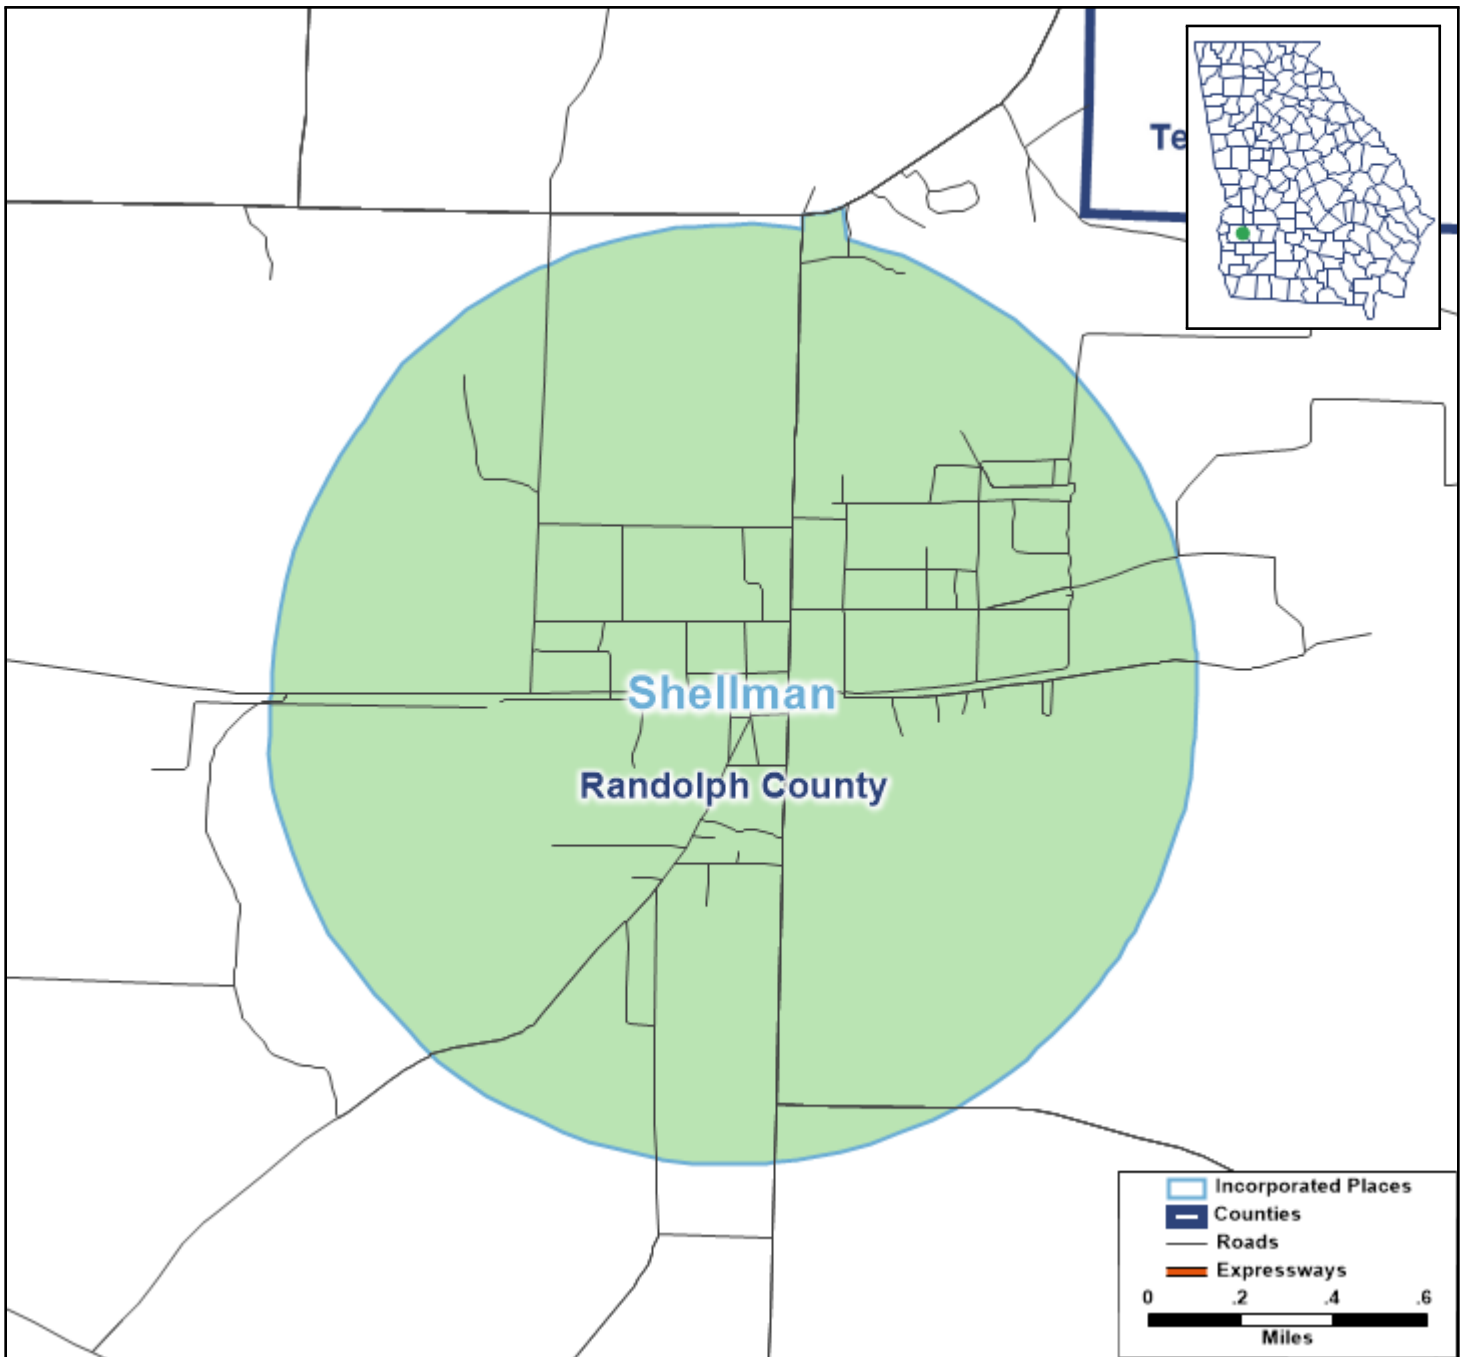 Te
Shellman
Randolph County
Incorporated Places
Counties
Roads
Expressways
0 .2 .4 .6
Miles